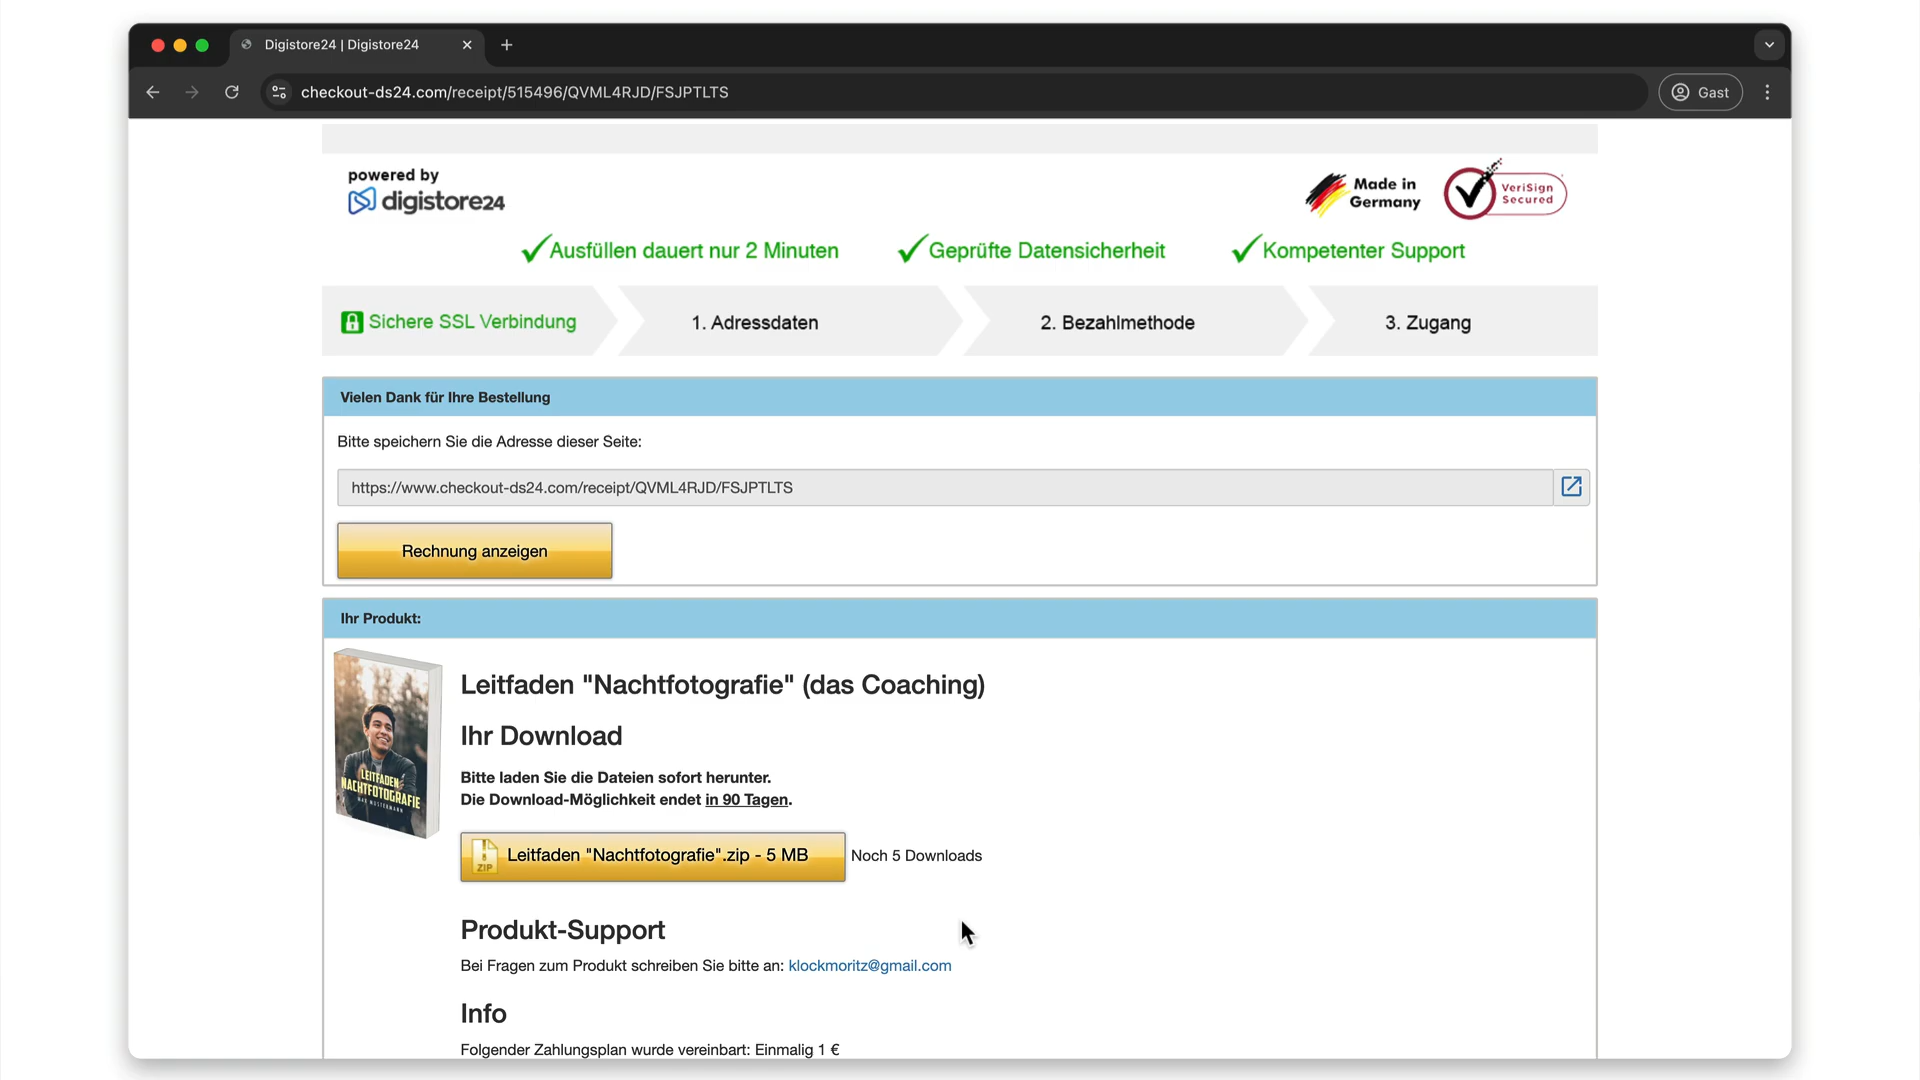 Digistore24 | Digistore24
checkout-ds24.com/receipt/515496/QVML4RJD/FSJPTLTS
Gast
powered by
digistore24
Made in
Germany
VeriSign
Secured
Ausfüllen dauert nur 2 Minuten
Geprüfte Datensicherheit
Kompetenter Support
Sichere SSL Verbindung
1. Adressdaten
2. Bezahlmethode
3. Zugang
Vielen Dank für Ihre Bestellung
Bitte speichern Sie die Adresse dieser Seite:
https://www.checkout-ds24.com/receipt/QVML4RJD/FSJPTLTS
Rechnung anzeigen
Ihr Produkt:
LEITFADEN
NACHTFOTOGRAFIE
MAX MUSTERMANN
Leitfaden "Nachtfotografie" (das Coaching)
Ihr Download
Bitte laden Sie die Dateien sofort herunter.
Die Download-Möglichkeit endet in 90 Tagen.
ZIP
Leitfaden "Nachtfotografie".zip - 5 MB
Noch 5 Downloads
Produkt-Support
Bei Fragen zum Produkt schreiben Sie bitte an: klockmoritz@gmail.com
Info
Folgender Zahlungsplan wurde vereinbart: Einmalig 1 €